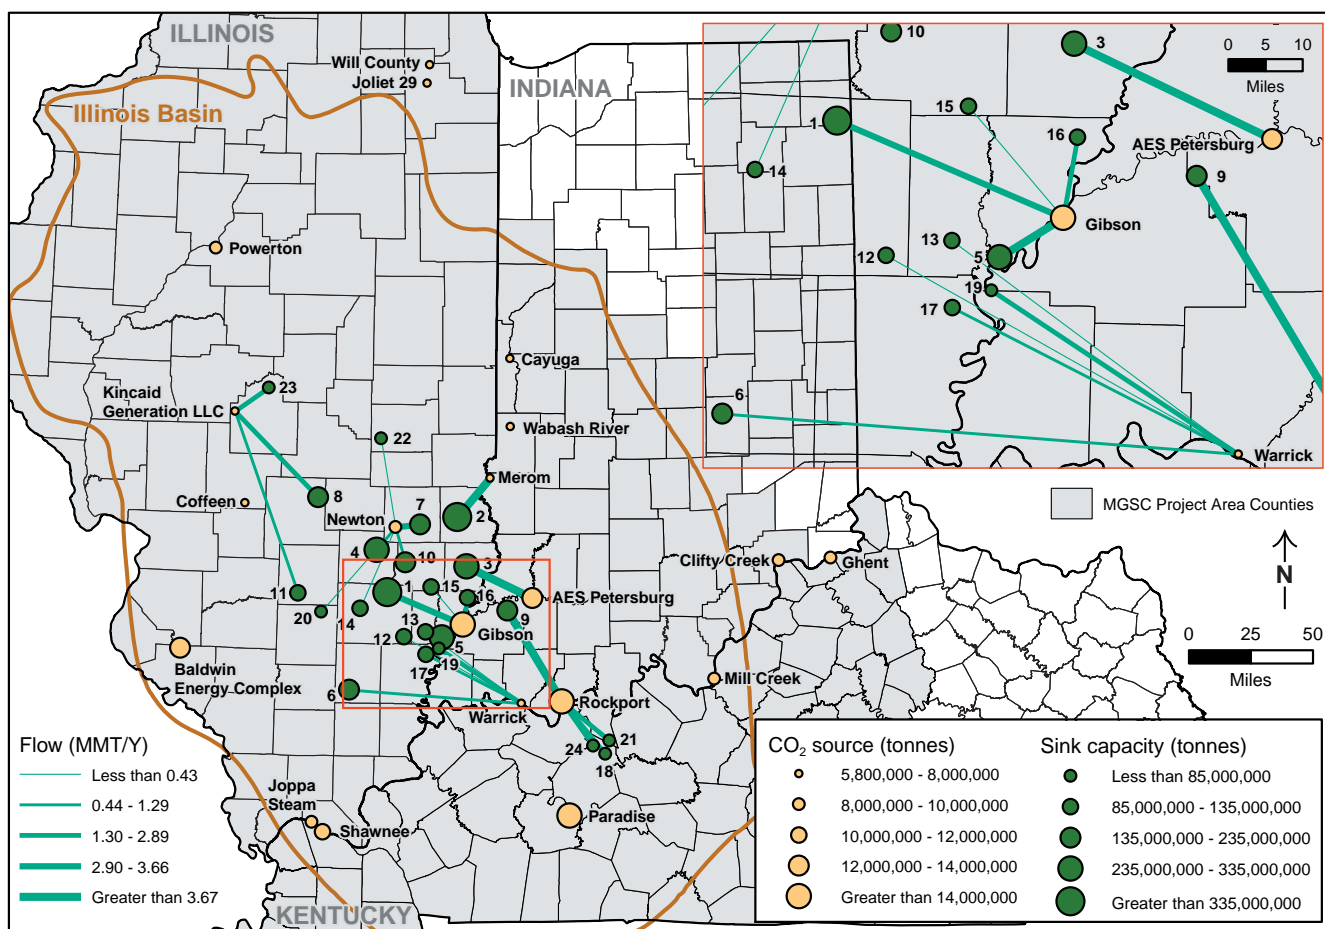 ILLINOIS
Will County
Joliet 29
INDIANA
Illinois Basin
Powerton
Cayuga
Kincaid
Generation LLC
23
22
Wabash River
Merom
Coffeen
8
Newton
7
2
4
10
3
Clifty Creek
Ghent
11
20
14
1
15
16
AES Petersburg
9
13
Gibson
12
5
19
17
6
Baldwin
Energy Complex
Warrick
Rockport
Mill Creek
24
21
18
Joppa
Steam
Shawnee
Paradise
KENTUCKY
10
3
0 5 10
Miles
15
1
16
AES Petersburg
14
9
Gibson
13
12
5
19
17
6
Warrick
MGSC Project Area Counties
N
0 25 50
Miles
Flow (MMT/Y)
Less than 0.43
0.44 - 1.29
1.30 - 2.89
2.90 - 3.66
Greater than 3.67
CO₂ source (tonnes)
5,800,000 - 8,000,000
8,000,000 - 10,000,000
10,000,000 - 12,000,000
12,000,000 - 14,000,000
Greater than 14,000,000
Sink capacity (tonnes)
Less than 85,000,000
85,000,000 - 135,000,000
135,000,000 - 235,000,000
235,000,000 - 335,000,000
Greater than 335,000,000